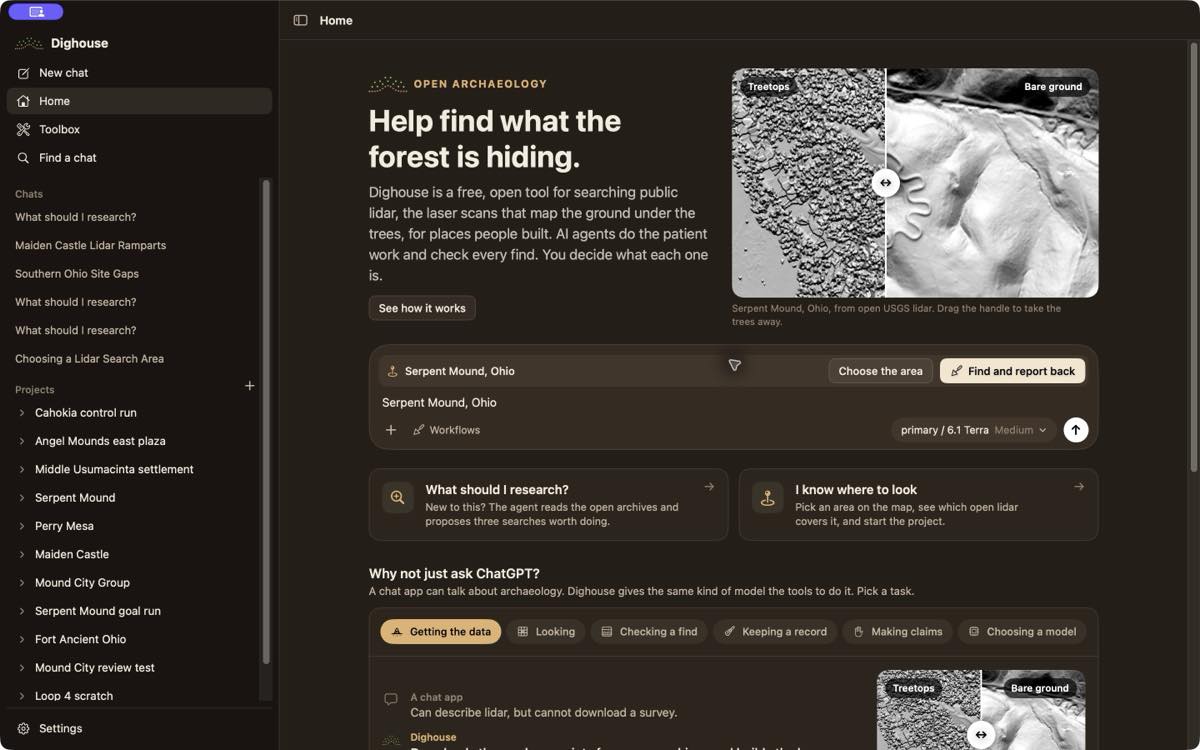 Dighouse
New chat
Home
Toolbox
Find a chat
Chats
What should I research?
Maiden Castle Lidar Ramparts
Southern Ohio Site Gaps
What should I research?
What should I research?
Choosing a Lidar Search Area
Projects
Cahokia control run
Angel Mounds east plaza
Middle Usumacinta settlement
Serpent Mound
Perry Mesa
Maiden Castle
Mound City Group
Serpent Mound goal run
Fort Ancient Ohio
Mound City review test
Loop 4 scratch
Settings
Home
OPEN ARCHAEOLOGY
Help find what the
forest is hiding.
Dighouse is a free, open tool for searching public
lidar, the laser scans that map the ground under the
trees, for places people built. AI agents do the patient
work and check every find. You decide what each one
is.
See how it works
Treetops
Bare ground
Serpent Mound, Ohio, from open USGS lidar. Drag the handle to take the
trees away.
Serpent Mound, Ohio
Choose the area
Find and report back
Serpent Mound, Ohio
Workflows
primary / 6.1 Terra Medium
What should I research?
New to this? The agent reads the open archives and
proposes three searches worth doing.
I know where to look
Pick an area on the map, see which open lidar
covers it, and start the project.
Why not just ask ChatGPT?
A chat app can talk about archaeology. Dighouse gives the same kind of model the tools to do it. Pick a task.
Getting the data
Looking
Checking a find
Keeping a record
Making claims
Choosing a model
A chat app
Can describe lidar, but cannot download a survey.
Dighouse
Treetops
Bare ground